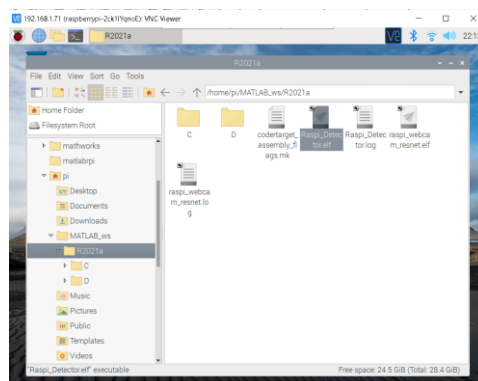 192.168.1.71 (raspberrypi-2ck1lYqnoE): VNC Viewer
R2021a
22:1
R2021a
File Edit View Sort Go Tools
/home/pi/MATLAB_ws/R2021a
Home Folder
Filesystem Root
mathworks
matlabrpi
pi
Desktop
Documents
Downloads
MATLAB_ws
R2021a
C
D
Music
Pictures
Public
Templates
Videos
C
D
codertarget_
assembly_fl
ags.mk
Raspi_Detec
tor.elf
Raspi_Detec
tor.log
raspi_webca
m_resnet.elf
raspi_webca
m_resnet.lo
g
"Raspi_Detector.elf" executable
Free space: 24.5 GiB (Total: 28.4 GiB)